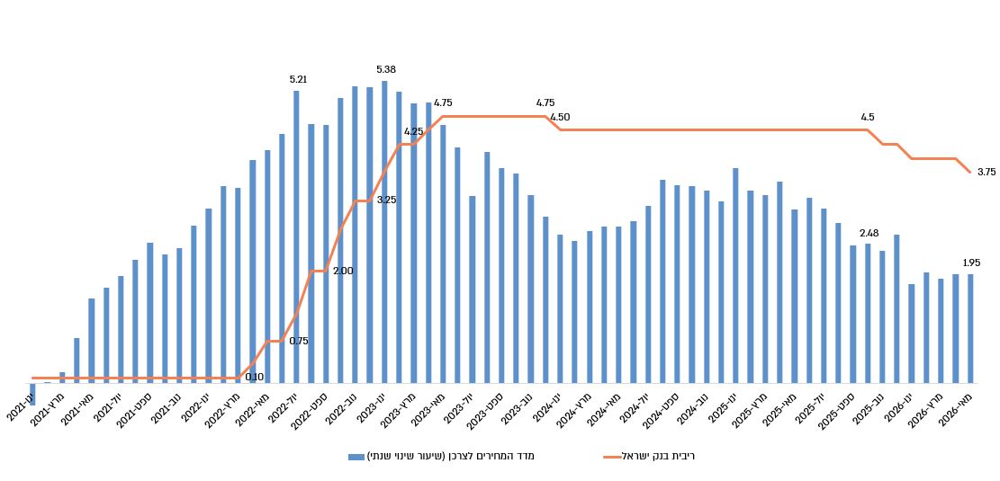 5.38
5.21
4.75
4.75
4.50
4.5
4.25
3.75
3.25
2.48
2.00
1.95
0.75
0.10
ינו-2021
מרץ-2021
מאי-2021
יול-2021
ספט-2021
נוב-2021
ינו-2022
מרץ-2022
מאי-2022
יול-2022
ספט-2022
נוב-2022
ינו-2023
מרץ-2023
מאי-2023
יול-2023
ספט-2023
נוב-2023
ינו-2024
מרץ-2024
מאי-2024
יול-2024
ספט-2024
נוב-2024
ינו-2025
מרץ-2025
מאי-2025
יול-2025
ספט-2025
נוב-2025
ינו-2026
מרץ-2026
מאי-2026
מדד המחירים לצרכן (שיעור שינוי שנתי)
ריבית בנק ישראל